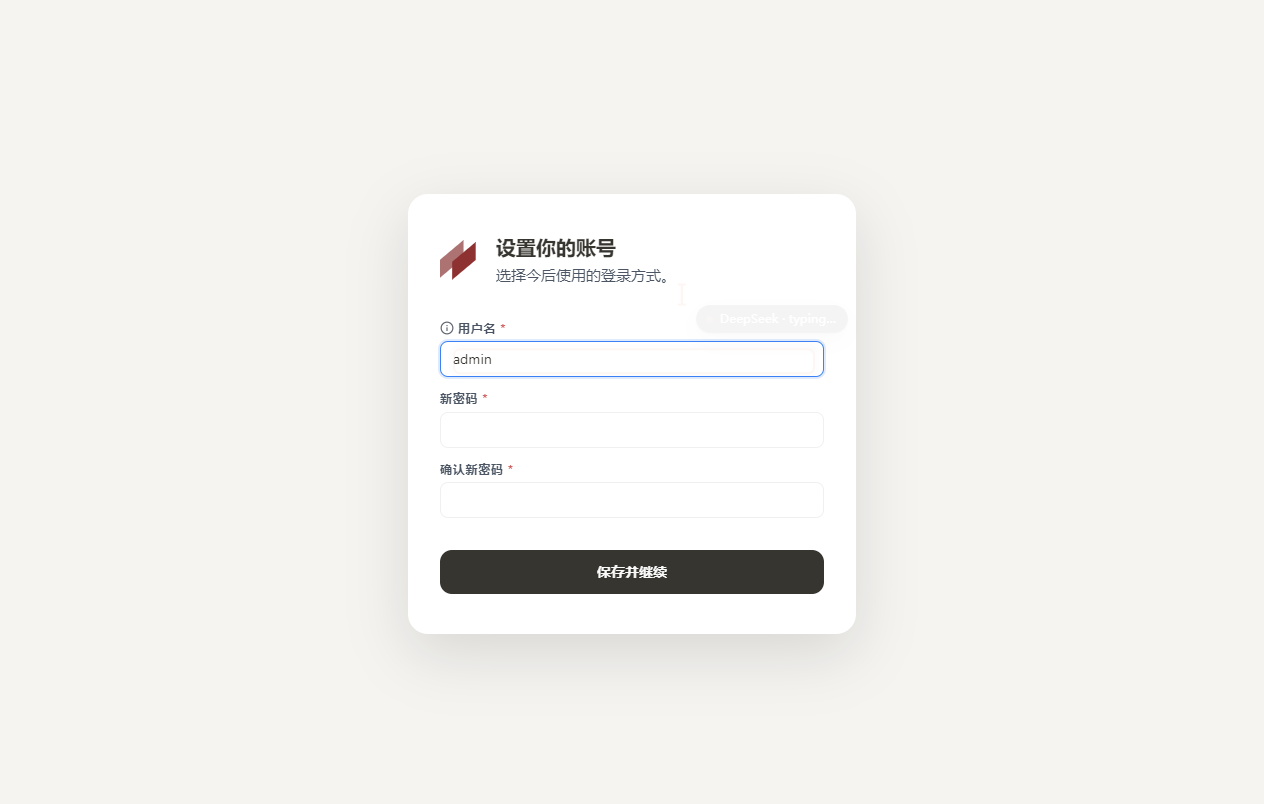 设置你的账号
选择今后使用的登录方式。
DeepSeek - typing...
用户名 *
admin
新密码 *
确认新密码 *
保存并继续